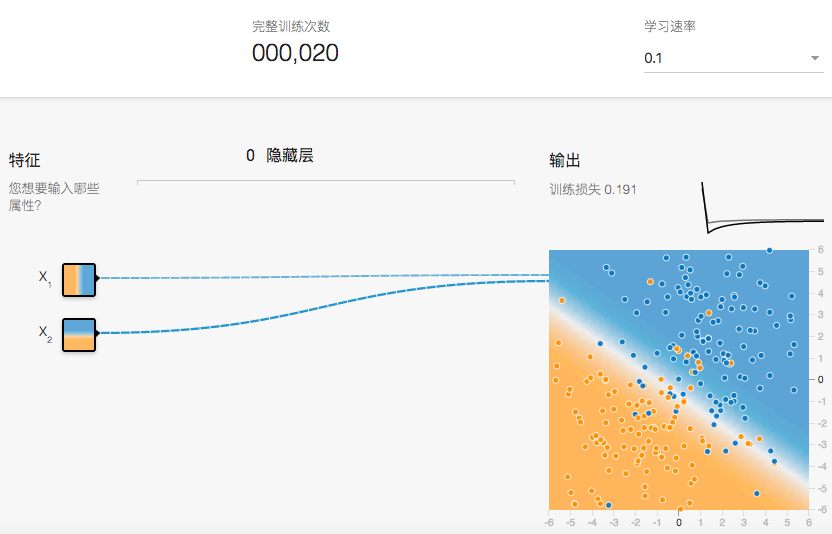 完整训练次数
000,020
学习速率
0.1
特征
您想要输入哪些
属性?
0 隐藏层
输出
训练损失 0.191
X1
X2
6
5
4
3
2
1
0
-1
-2
-3
-4
-5
-6
-6 -5 -4 -3 -2 -1 0 1 2 3 4 5 6